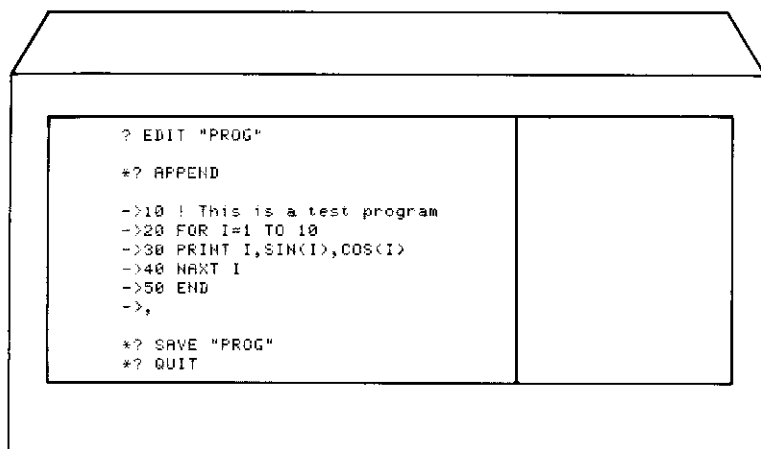 ? EDIT "PROG"
*? APPEND
->10 ! This is a test program
->20 FOR I=1 TO 10
->30 PRINT I,SIN(I),COS(I)
->40 NAXT I
->50 END
->,
*? SAVE "PROG"
*? QUIT